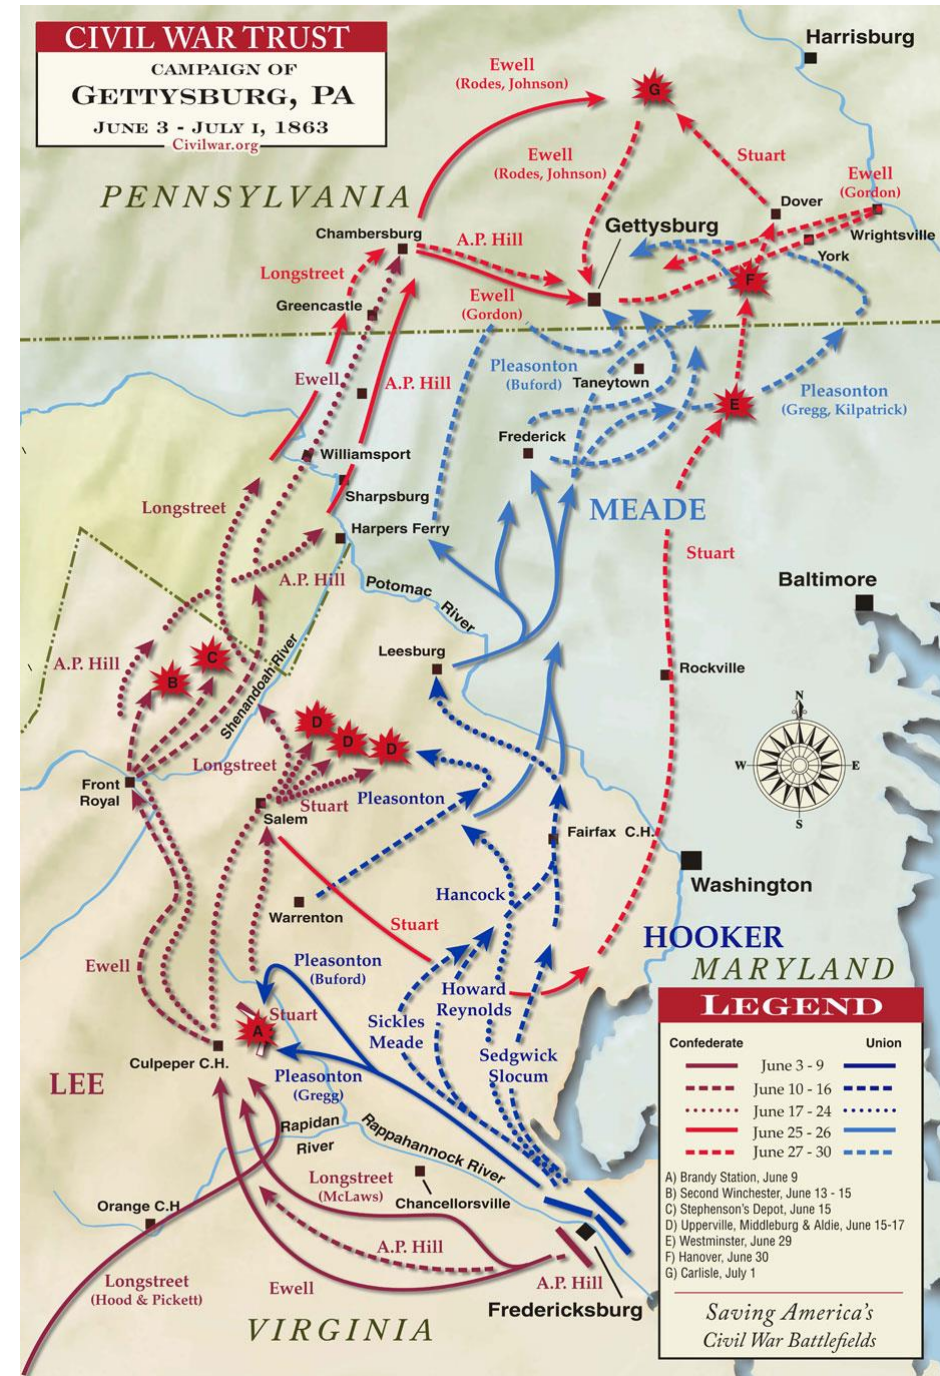 CIVIL WAR TRUST
CAMPAIGN OF
GETTYSBURG, PA
JUNE 3 - JULY 1, 1863
Civilwar.org
Harrisburg
Ewell
(Rodes, Johnson)
G
Ewell
(Rodes, Johnson)
Stuart
Ewell
(Gordon)
PENNSYLVANIA
Dover
Chambersburg
A.P. Hill
Gettysburg
Wrightsville
York
Longstreet
F
Greencastle
Ewell
(Gordon)
Ewell
A.P. Hill
Pleasonton
(Buford)
Taneytown
Pleasonton
(Gregg, Kilpatrick)
E
Frederick
Williamsport
Sharpsburg
Longstreet
MEADE
Harpers Ferry
Stuart
A.P. Hill
Potomac
River
Baltimore
Leesburg
A.P. Hill
C
B
Shenandoah River
Rockville
N
W
E
S
D
D
D
Longstreet
Front
Royal
Stuart
Pleasonton
Salem
Fairfax C.H.
Washington
Hancock
Warrenton
Stuart
HOOKER
MARYLAND
Ewell
Pleasonton
(Buford)
Howard
Reynolds
Stuart
A
Sickles
Meade
Sedgwick
Slocum
Culpeper C.H.
LEE
Pleasonton
(Gregg)
Rapidan
River
Rappahannock River
Longstreet
(McLaws)
Chancellorsville
Orange C.H
A.P. Hill
Longstreet
(Hood & Pickett)
Ewell
A.P. Hill
Fredericksburg
VIRGINIA
LEGEND
Confederate
Union
June 3 - 9
June 10 - 16
June 17 - 24
June 25 - 26
June 27 - 30
A) Brandy Station, June 9
B) Second Winchester, June 13 - 15
C) Stephenson's Depot, June 15
D) Upperville, Middleburg & Aldie, June 15-17
E) Westminster, June 29
F) Hanover, June 30
G) Carlisle, July 1
Saving America's
Civil War Battlefields